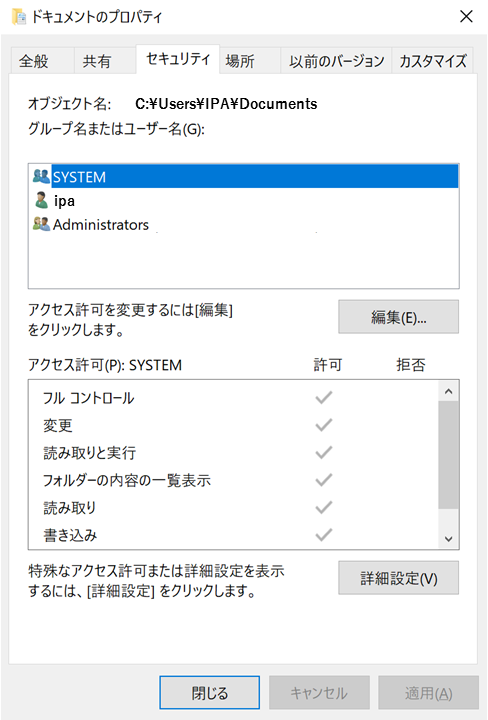 ドキュメントのプロパティ
全般 共有 セキュリティ 場所 以前のバージョン カスタマイズ
オブジェクト名: C:¥Users¥IPA¥Documents
グループ名またはユーザー名(G):
SYSTEM
ipa
Administrators
アクセス許可を変更するには[編集]
をクリックします。
編集(E)...
アクセス許可(P): SYSTEM 許可 拒否
フル コントロール
変更
読み取りと実行
フォルダーの内容の一覧表示
読み取り
書き込み
特殊なアクセス許可または詳細設定を表示
するには、[詳細設定] をクリックします。
詳細設定(V)
閉じる キャンセル 適用(A)